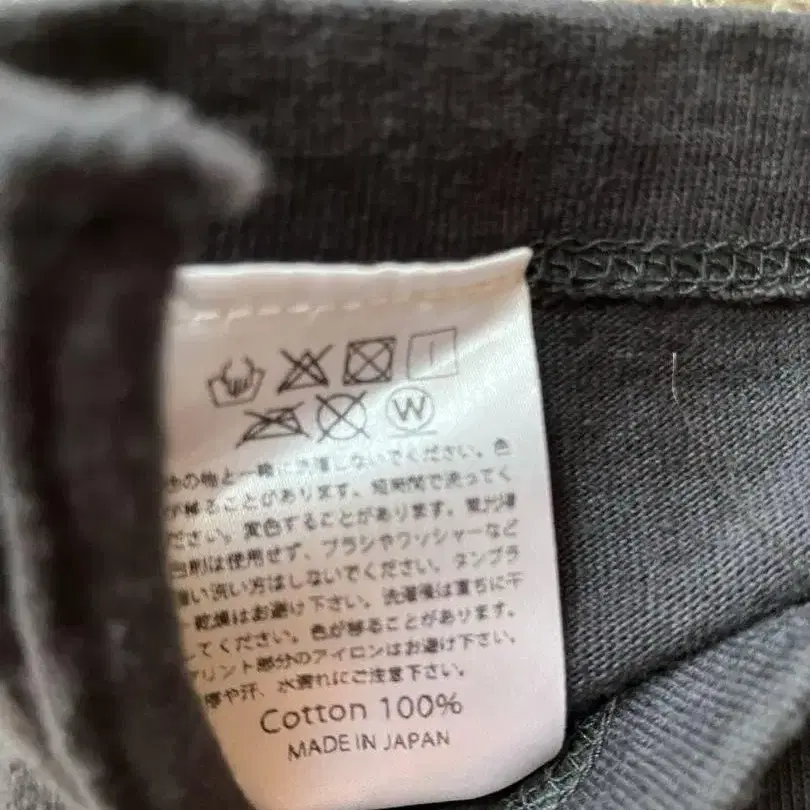 W
の物と一緒に洗濯しないでください。色
移ることがあります。短時間で洗ってく
ださい。変色することがあります。蛍光増
白剤は使用せず、ブラシやワッシャーなど
強い洗い方はしないでください。タンブラ
乾燥はお避け下さい。洗濯後は直ちに干
してください。色が移ることがあります。
プリント部分のアイロンはお避け下さい。
や汗、水濡れにご注意下さい。
Cotton 100%
MADE IN JAPAN